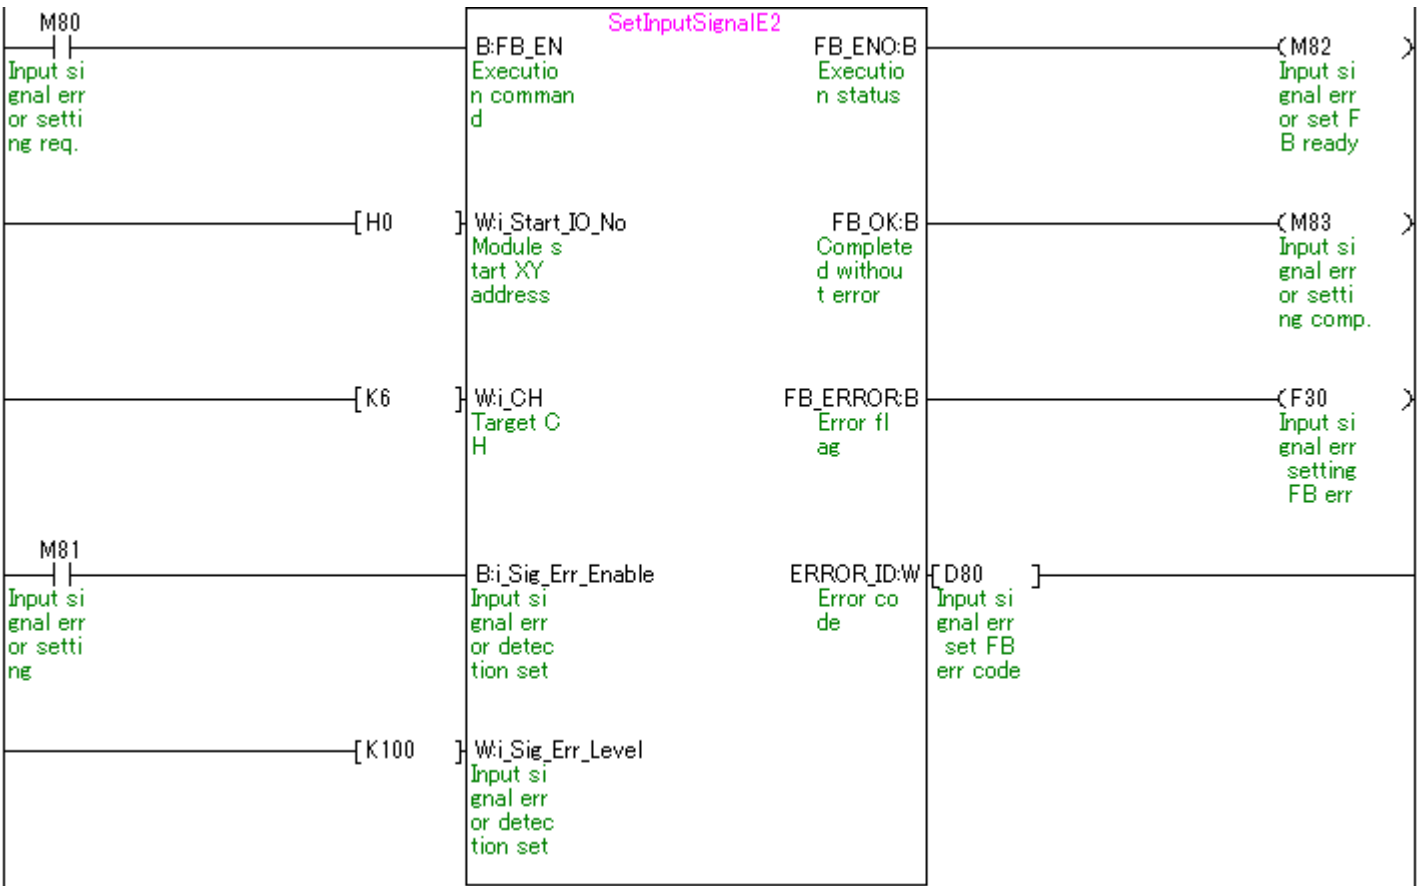 M80
SetInputSignalE2
B:FB_EN
FB_ENO:B
M82
Input si
gnal err
or setti
ng req.
Executio
n comman
d
Executio
n status
Input si
gnal err
or set F
B ready
H0
W:i_Start_IO_No
FB_OK:B
M83
Module s
tart XY
address
Complete
d withou
t error
Input si
gnal err
or setti
ng comp.
K6
W:i_CH
FB_ERROR:B
F30
Target C
H
Error fl
ag
Input si
gnal err
setting
FB err
M81
B:i_Sig_Err_Enable
ERROR_ID:W
D80
Input si
gnal err
or setti
ng
Input si
gnal err
or detec
tion set
Error co
de
Input si
gnal err
set FB
err code
K100
W:i_Sig_Err_Level
Input si
gnal err
or detec
tion set